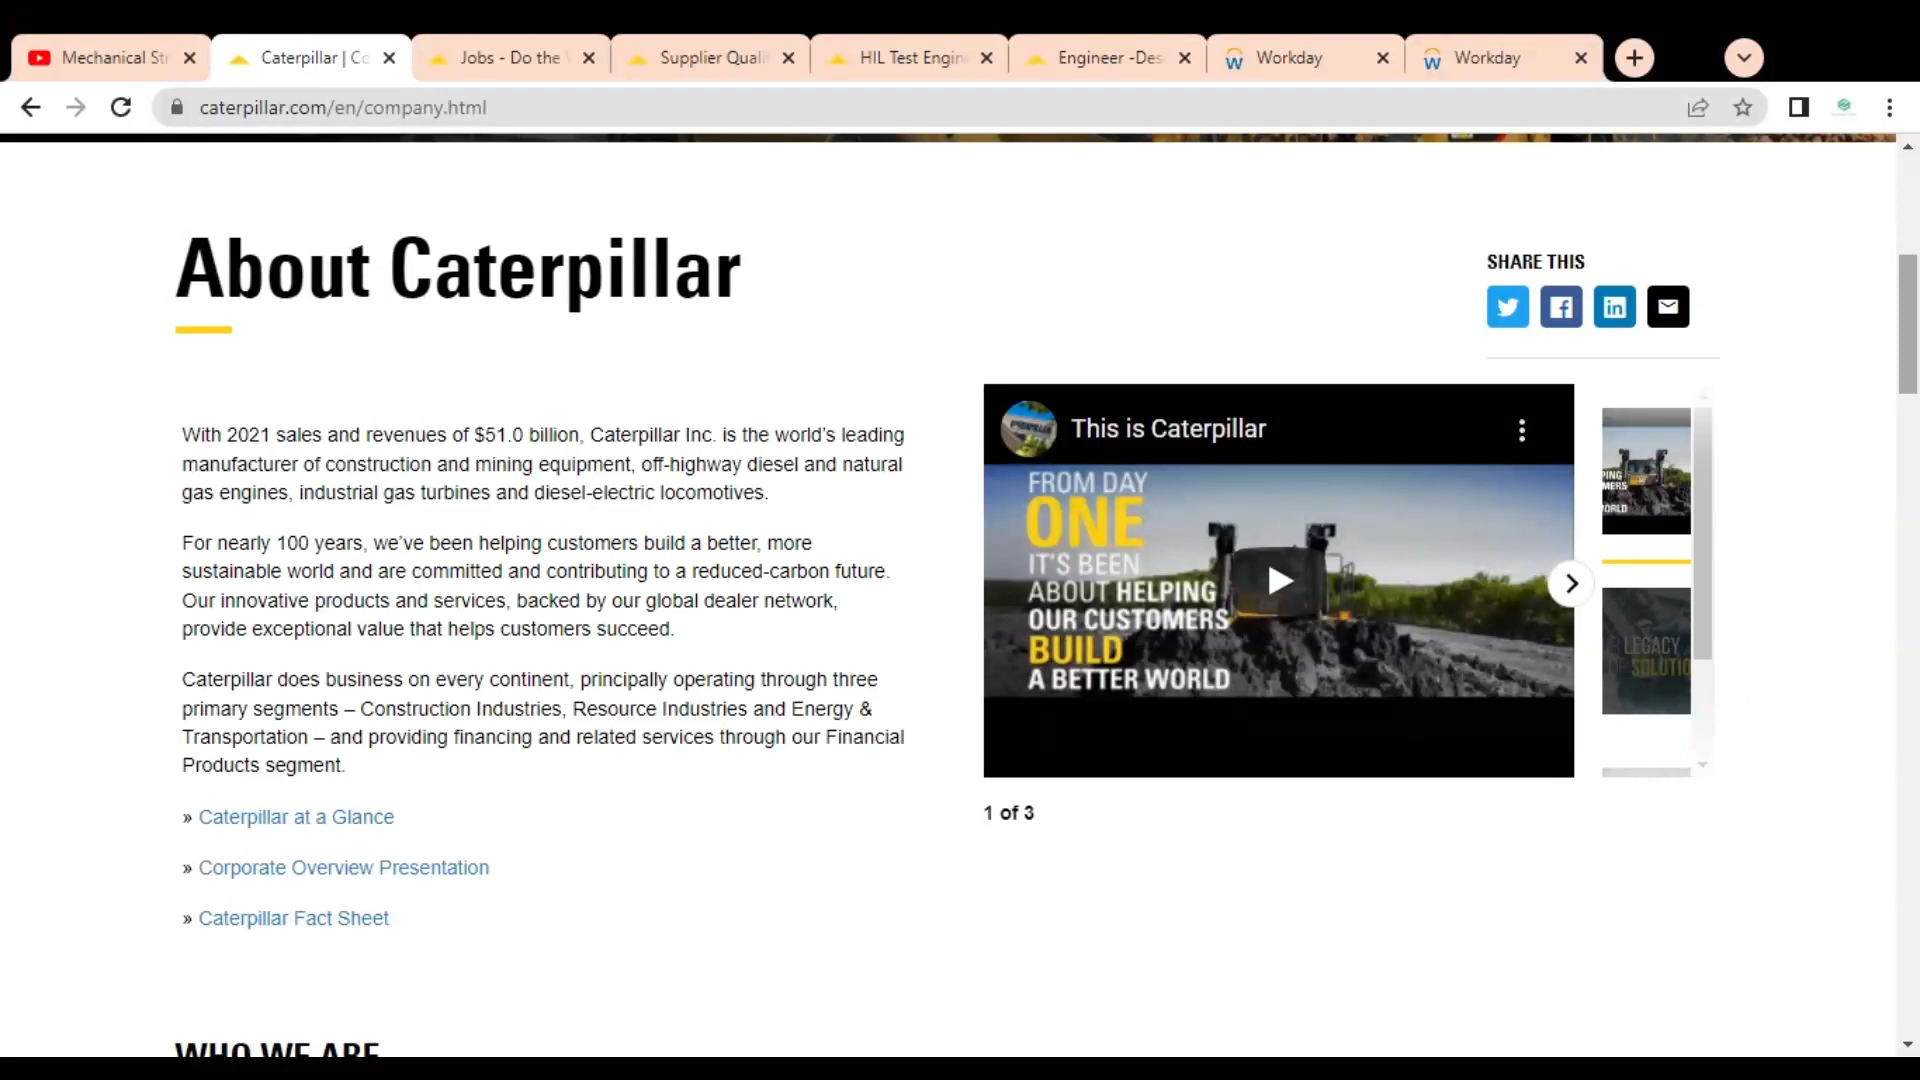 Mechanical St
Caterpillar | Co
Jobs - Do the
Supplier Quali
HIL Test Engin
Engineer -Des
Workday
Workday
caterpillar.com/en/company.html
About Caterpillar
SHARE THIS
With 2021 sales and revenues of $51.0 billion, Caterpillar Inc. is the world's leading
manufacturer of construction and mining equipment, off-highway diesel and natural
gas engines, industrial gas turbines and diesel-electric locomotives.
For nearly 100 years, we've been helping customers build a better, more
sustainable world and are committed and contributing to a reduced-carbon future.
Our innovative products and services, backed by our global dealer network,
provide exceptional value that helps customers succeed.
Caterpillar does business on every continent, principally operating through three
primary segments – Construction Industries, Resource Industries and Energy &
Transportation – and providing financing and related services through our Financial
Products segment.
» Caterpillar at a Glance
» Corporate Overview Presentation
» Caterpillar Fact Sheet
This is Caterpillar
FROM DAY
ONE
IT'S BEEN
ABOUT HELPING
OUR CUSTOMERS
BUILD
A BETTER WORLD
PING
MERS
ORLD
LEGACY
OF SOLUTIO
1 of 3
WHO WE ARE